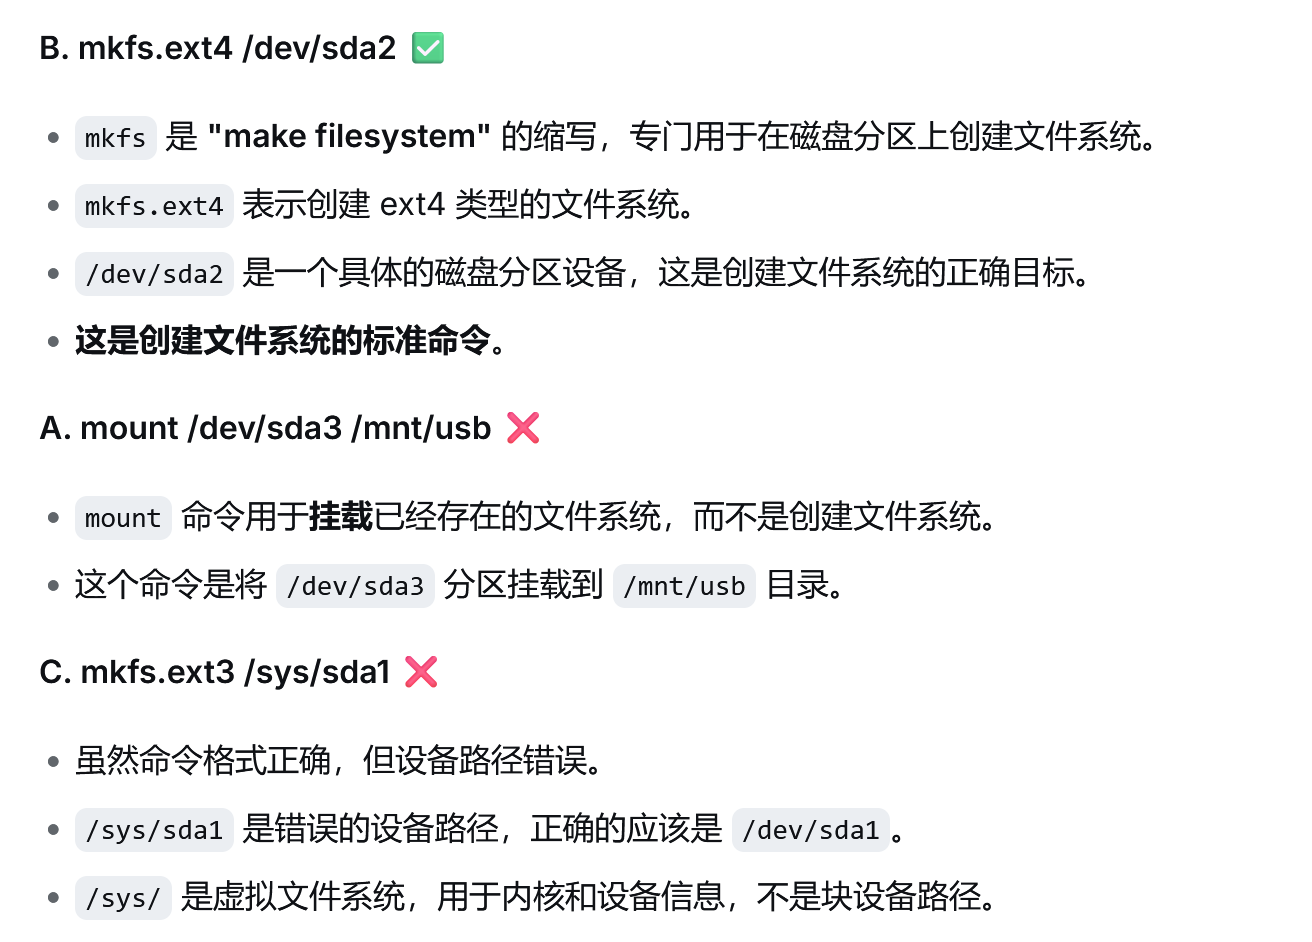 B. mkfs.ext4 /dev/sda2 ✅
• mkfs 是 "make filesystem" 的缩写，专门用于在磁盘分区上创建文件系统。
• mkfs.ext4 表示创建 ext4 类型的文件系统。
• /dev/sda2 是一个具体的磁盘分区设备，这是创建文件系统的正确目标。
• 这是创建文件系统的标准命令。
A. mount /dev/sda3 /mnt/usb ❌
• mount 命令用于挂载已经存在的文件系统，而不是创建文件系统。
• 这个命令是将 /dev/sda3 分区挂载到 /mnt/usb 目录。
C. mkfs.ext3 /sys/sda1 ❌
• 虽然命令格式正确，但设备路径错误。
• /sys/sda1 是错误的设备路径，正确的应该是 /dev/sda1。
• /sys/ 是虚拟文件系统，用于内核和设备信息，不是块设备路径。